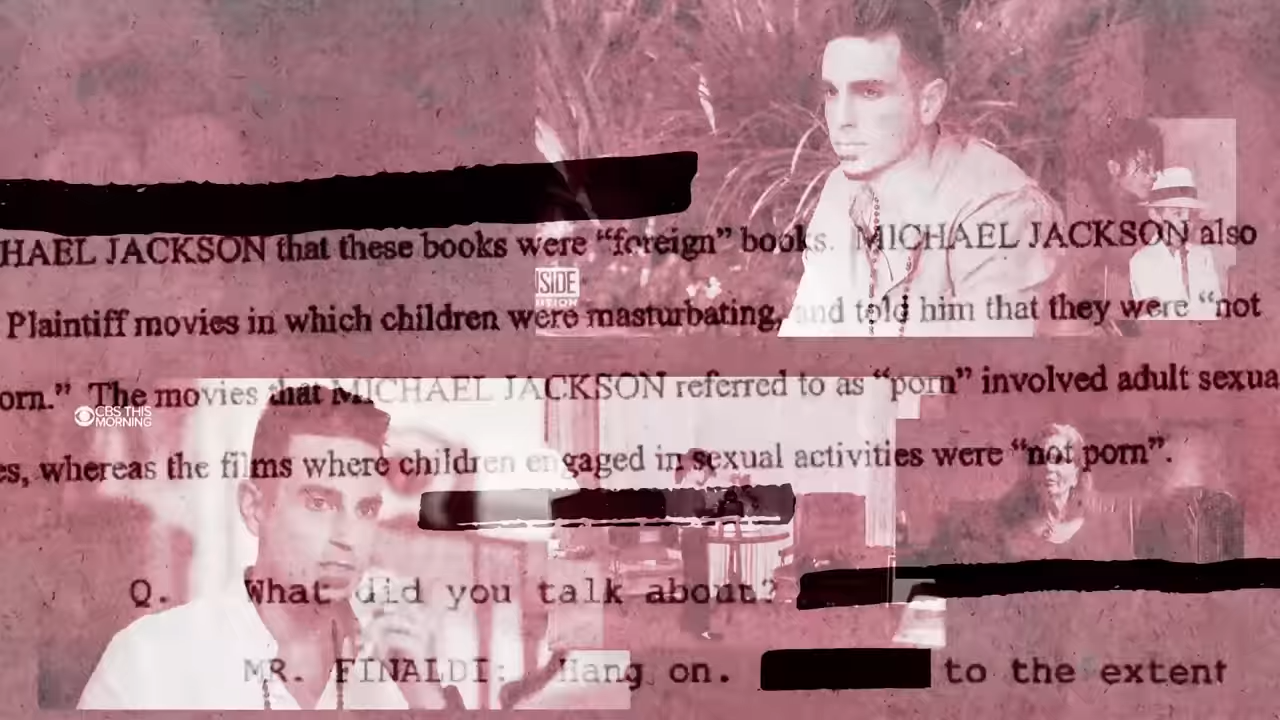 HAEL JACKSON that these books were “foreign” books. MICHAEL JACKSON also
Plaintiff movies in which children were masturbating, and told him that they were “not
orn.” The movies that MICHAEL JACKSON referred to as “porn” involved adult sexua
es, whereas the films where children engaged in sexual activities were “not porn”.
Q. What did you talk about?
MR. FINALDI: Hang on. to the extent
NSIDE
CBS THIS
MORNING